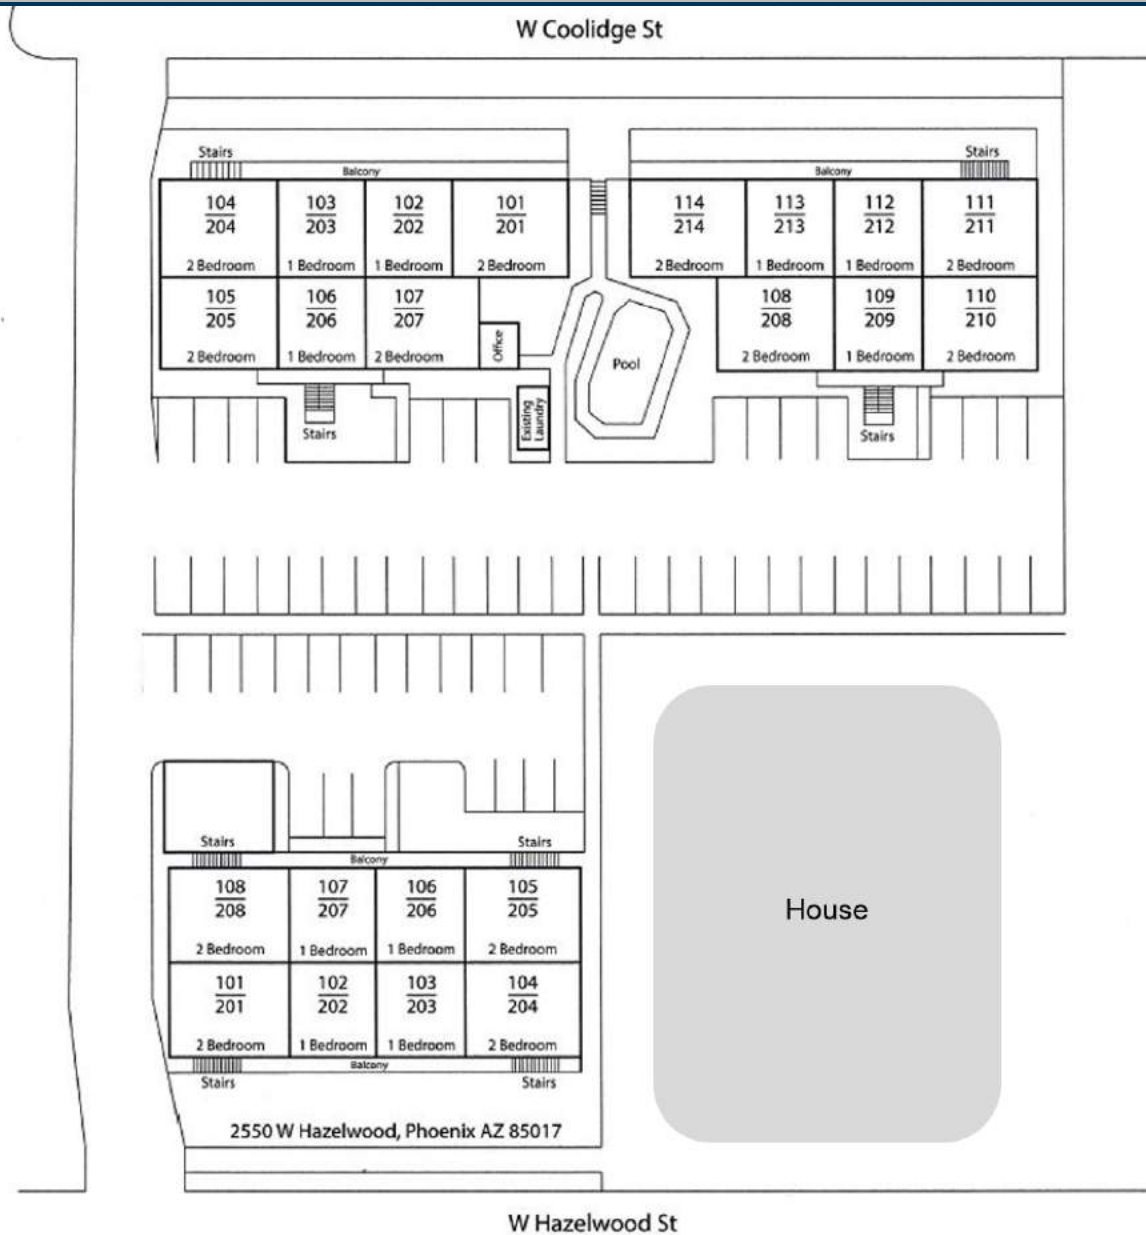 W Coolidge St
Stairs
Stairs
Balcony
Balcony
104
204
2 Bedroom
103
203
1 Bedroom
102
202
1 Bedroom
101
201
2 Bedroom
114
214
2 Bedroom
113
213
1 Bedroom
112
212
1 Bedroom
111
211
2 Bedroom
105
205
2 Bedroom
106
206
1 Bedroom
107
207
2 Bedroom
Office
Pool
108
208
2 Bedroom
109
209
1 Bedroom
110
210
2 Bedroom
Existing
Laundry
Stairs
Stairs
Stairs
Stairs
Balcony
108
208
2 Bedroom
107
207
1 Bedroom
106
206
1 Bedroom
105
205
2 Bedroom
House
101
201
2 Bedroom
102
202
1 Bedroom
103
203
1 Bedroom
104
204
2 Bedroom
Balcony
Stairs
Stairs
2550 W Hazelwood, Phoenix AZ 85017
W Hazelwood St